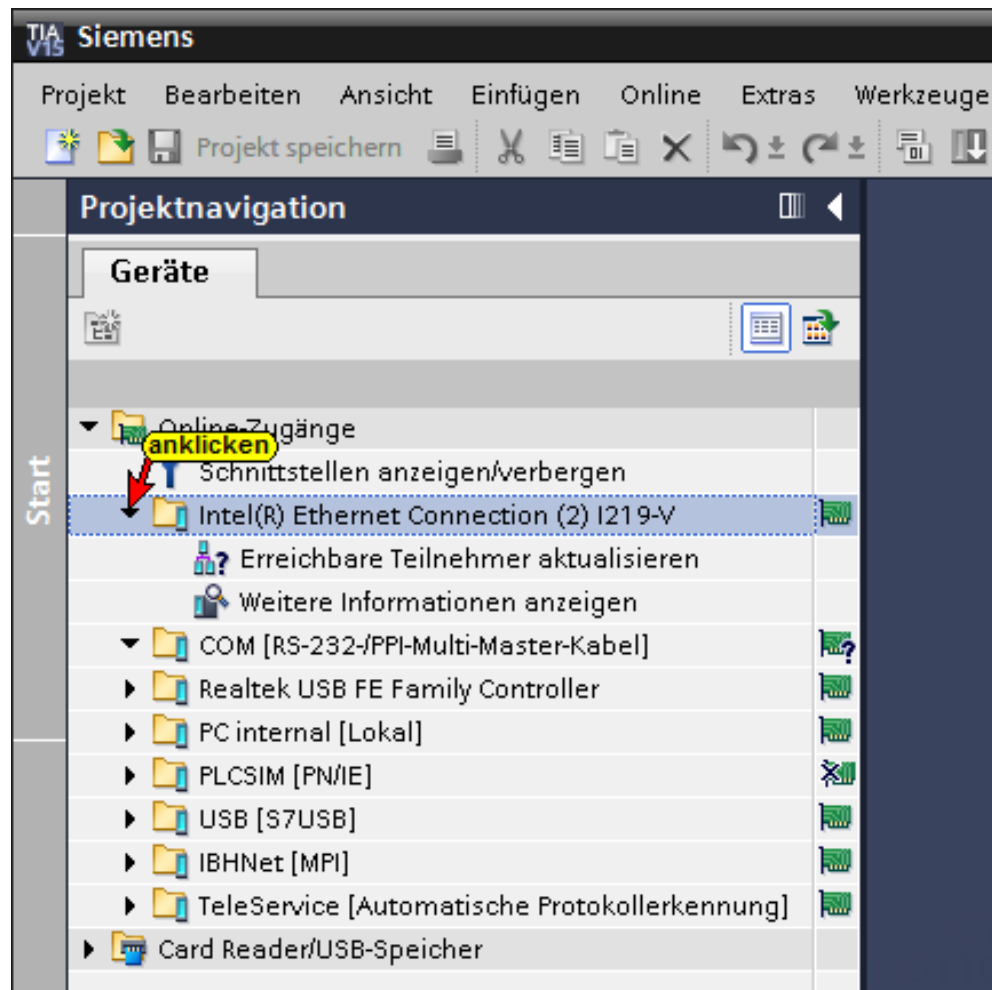 TIA V15 Siemens
Projekt Bearbeiten Ansicht Einfügen Online Extras Werkzeuge
Projekt speichern
Projektnavigation
Geräte
Start
Online-Zugänge
anklicken
Schnittstellen anzeigen/verbergen
Intel(R) Ethernet Connection (2) I219-V
Erreichbare Teilnehmer aktualisieren
Weitere Informationen anzeigen
COM [RS-232-/PPI-Multi-Master-Kabel]
Realtek USB FE Family Controller
PC internal [Lokal]
PLCSIM [PN/IE]
USB [S7USB]
IBHNet [MPI]
TeleService [Automatische Protokollerkennung]
Card Reader/USB-Speicher